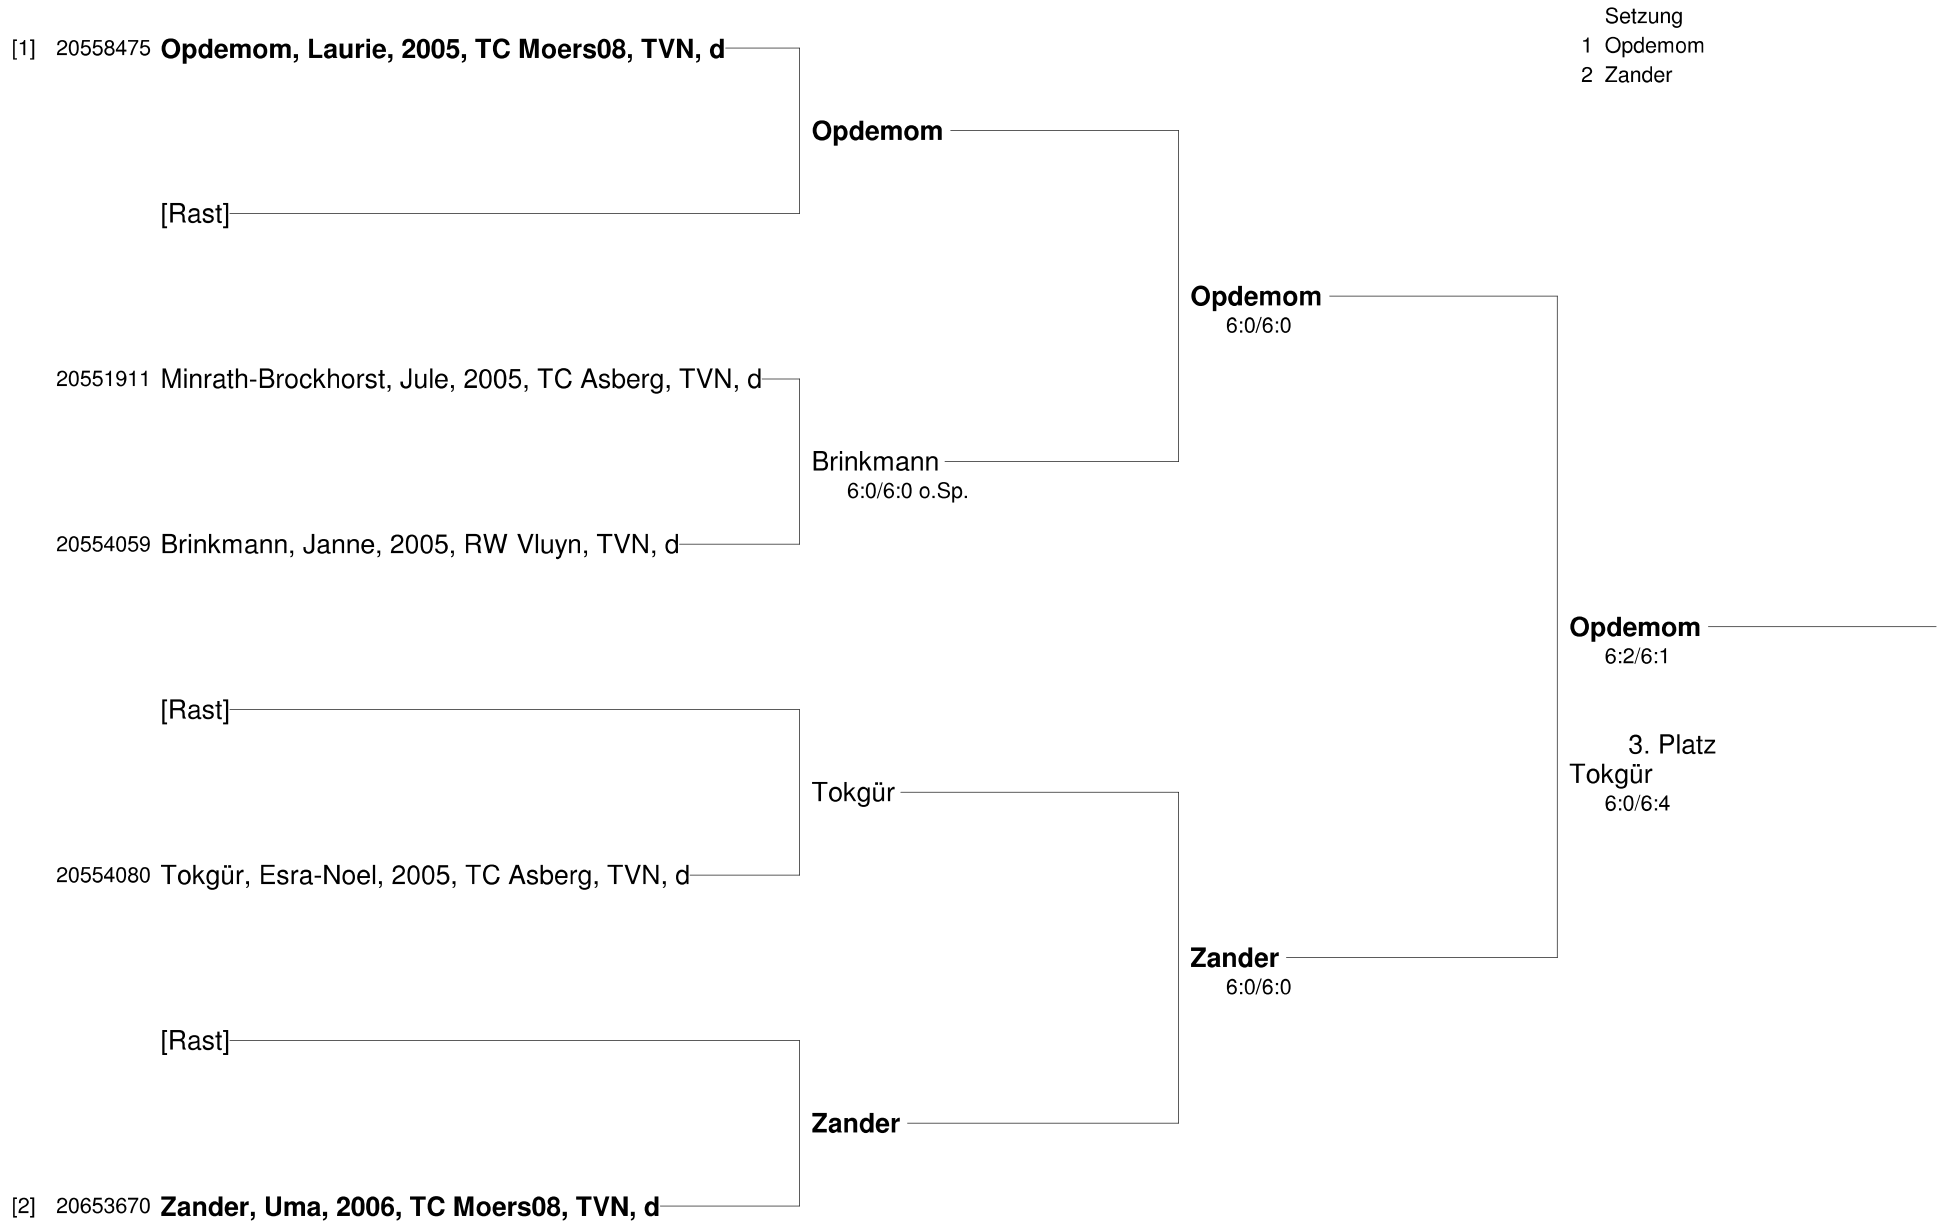 Setzung
1 Opdemom
2 Zander
[1] 20558475 Opdemom, Laurie, 2005, TC Moers08, TVN, d
Opdemom
[Rast]
Opdemom
6:0/6:0
20551911 Minrath-Brockhorst, Jule, 2005, TC Asberg, TVN, d
Brinkmann
6:0/6:0 o.Sp.
20554059 Brinkmann, Janne, 2005, RW Vluyn, TVN, d
Opdemom
6:2/6:1
[Rast]
3. Platz
Tokgür
6:0/6:4
Tokgür
20554080 Tokgür, Esra-Noel, 2005, TC Asberg, TVN, d
Zander
6:0/6:0
[Rast]
Zander
[2] 20653670 Zander, Uma, 2006, TC Moers08, TVN, d